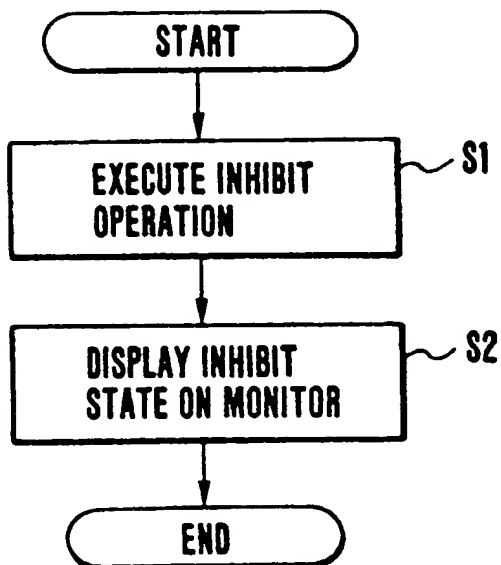 START
EXECUTE INHIBIT
OPERATION
S1
DISPLAY INHIBIT
STATE ON MONITOR
S2
END